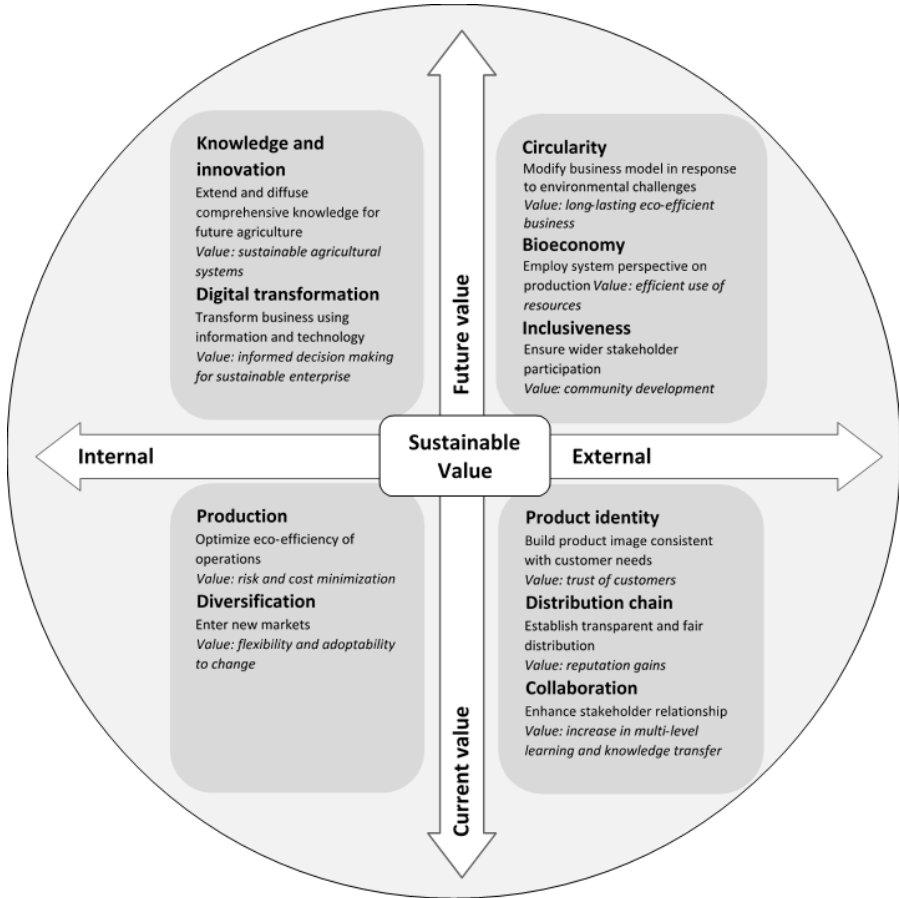 Knowledge and
innovation
Extend and diffuse
comprehensive knowledge for
future agriculture
Value: sustainable agricultural
systems
Digital transformation
Transform business using
information and technology
Value: informed decision making
for sustainable enterprise
Future value
Circularity
Modify business model in response
to environmental challenges
Value: long-lasting eco-efficient
business
Bioeconomy
Employ system perspective on
production Value: efficient use of
resources
Inclusiveness
Ensure wider stakeholder
participation
Value: community development
Internal
Sustainable
Value
External
Production
Optimize eco-efficiency of
operations
Value: risk and cost minimization
Diversification
Enter new markets
Value: flexibility and adoptability
to change
Current value
Product identity
Build product image consistent
with customer needs
Value: trust of customers
Distribution chain
Establish transparent and fair
distribution
Value: reputation gains
Collaboration
Enhance stakeholder relationship
Value: increase in multi-level
learning and knowledge transfer